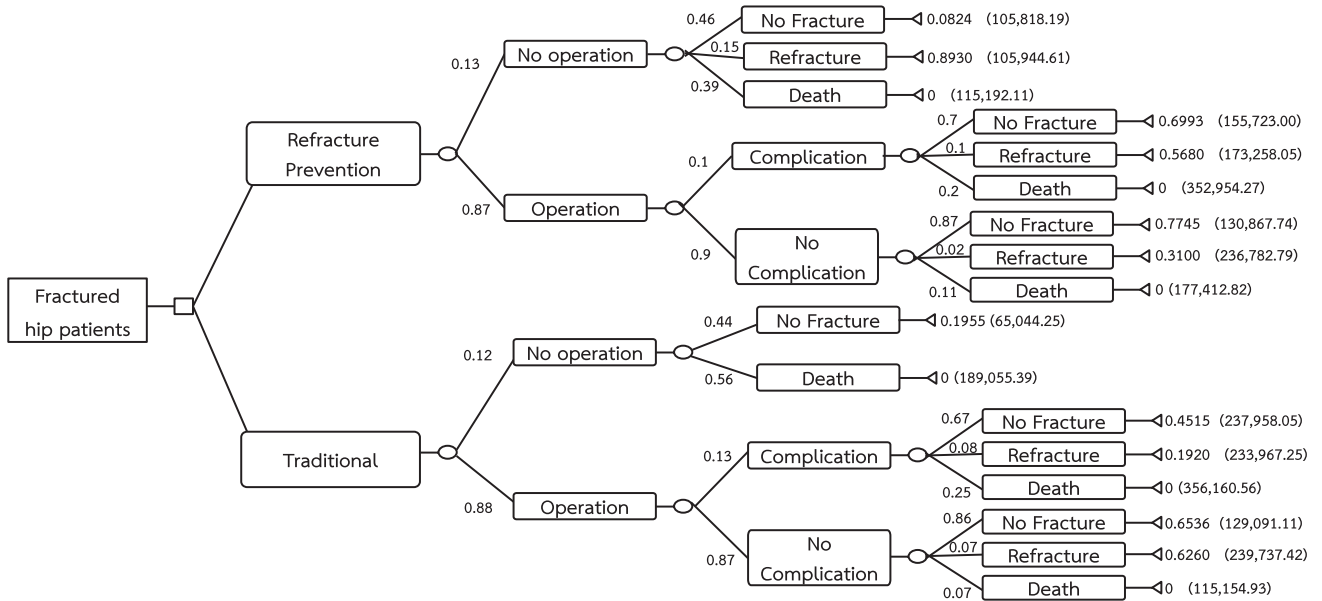 0.46
No Fracture
0.0824 (105,818.19)
No operation
0.15
Refracture
0.8930 (105,944.61)
0.13
0.39
Death
0 (115,192.11)
Refracture
Prevention
0.7
No Fracture
0.6993 (155,723.00)
0.1
Complication
0.1
Refracture
0.5680 (173,258.05)
0.2
Death
0 (352,954.27)
0.87
Operation
0.87
No Fracture
0.7745 (130,867.74)
0.9
No
Complication
0.02
Refracture
0.3100 (236,782.79)
0.11
Death
0 (177,412.82)
Fractured
hip patients
0.44
No Fracture
0.1955 (65,044.25)
0.12
No operation
0.56
Death
0 (189,055.39)
Traditional
0.67
No Fracture
0.4515 (237,958.05)
0.13
Complication
0.08
Refracture
0.1920 (233,967.25)
0.25
Death
0 (356,160.56)
0.88
Operation
0.86
No Fracture
0.6536 (129,091.11)
0.87
No
Complication
0.07
Refracture
0.6260 (239,737.42)
0.07
Death
0 (115,154.93)